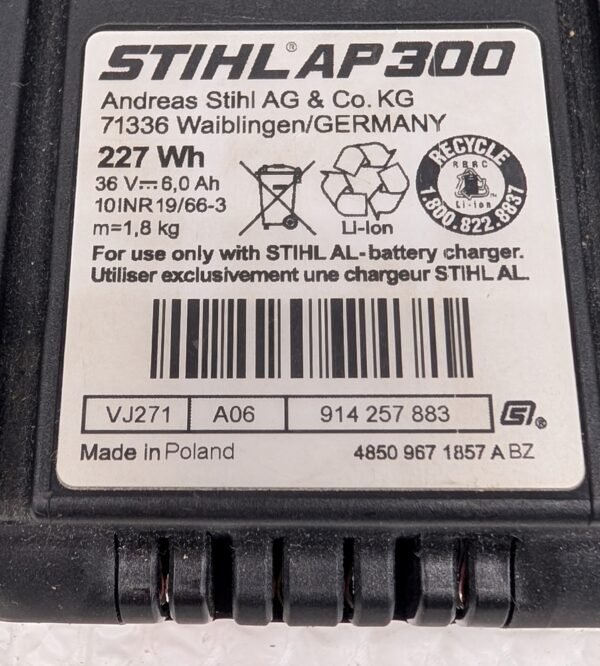 STIHL® AP 300
Andreas Stihl AG & Co. KG
71336 Waiblingen/GERMANY
227 Wh
36 V⎓6,0 Ah
10INR19/66-3
m=1,8 kg
Li-Ion
RECYCLE
RBRC
Li-ion
1.800.822.8837
For use only with STIHL AL-battery charger.
Utiliser exclusivement une chargeur STIHL AL.
VJ271 A06 914 257 883
Made in Poland 4850 967 1857 A BZ